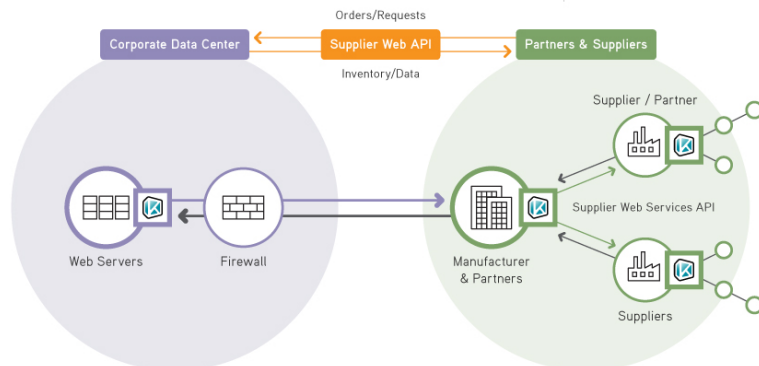 Orders/Requests
Corporate Data Center
Supplier Web API
Partners & Suppliers
Inventory/Data
Supplier / Partner
Supplier Web Services API
Web Servers
Firewall
Manufacturer
& Partners
Suppliers